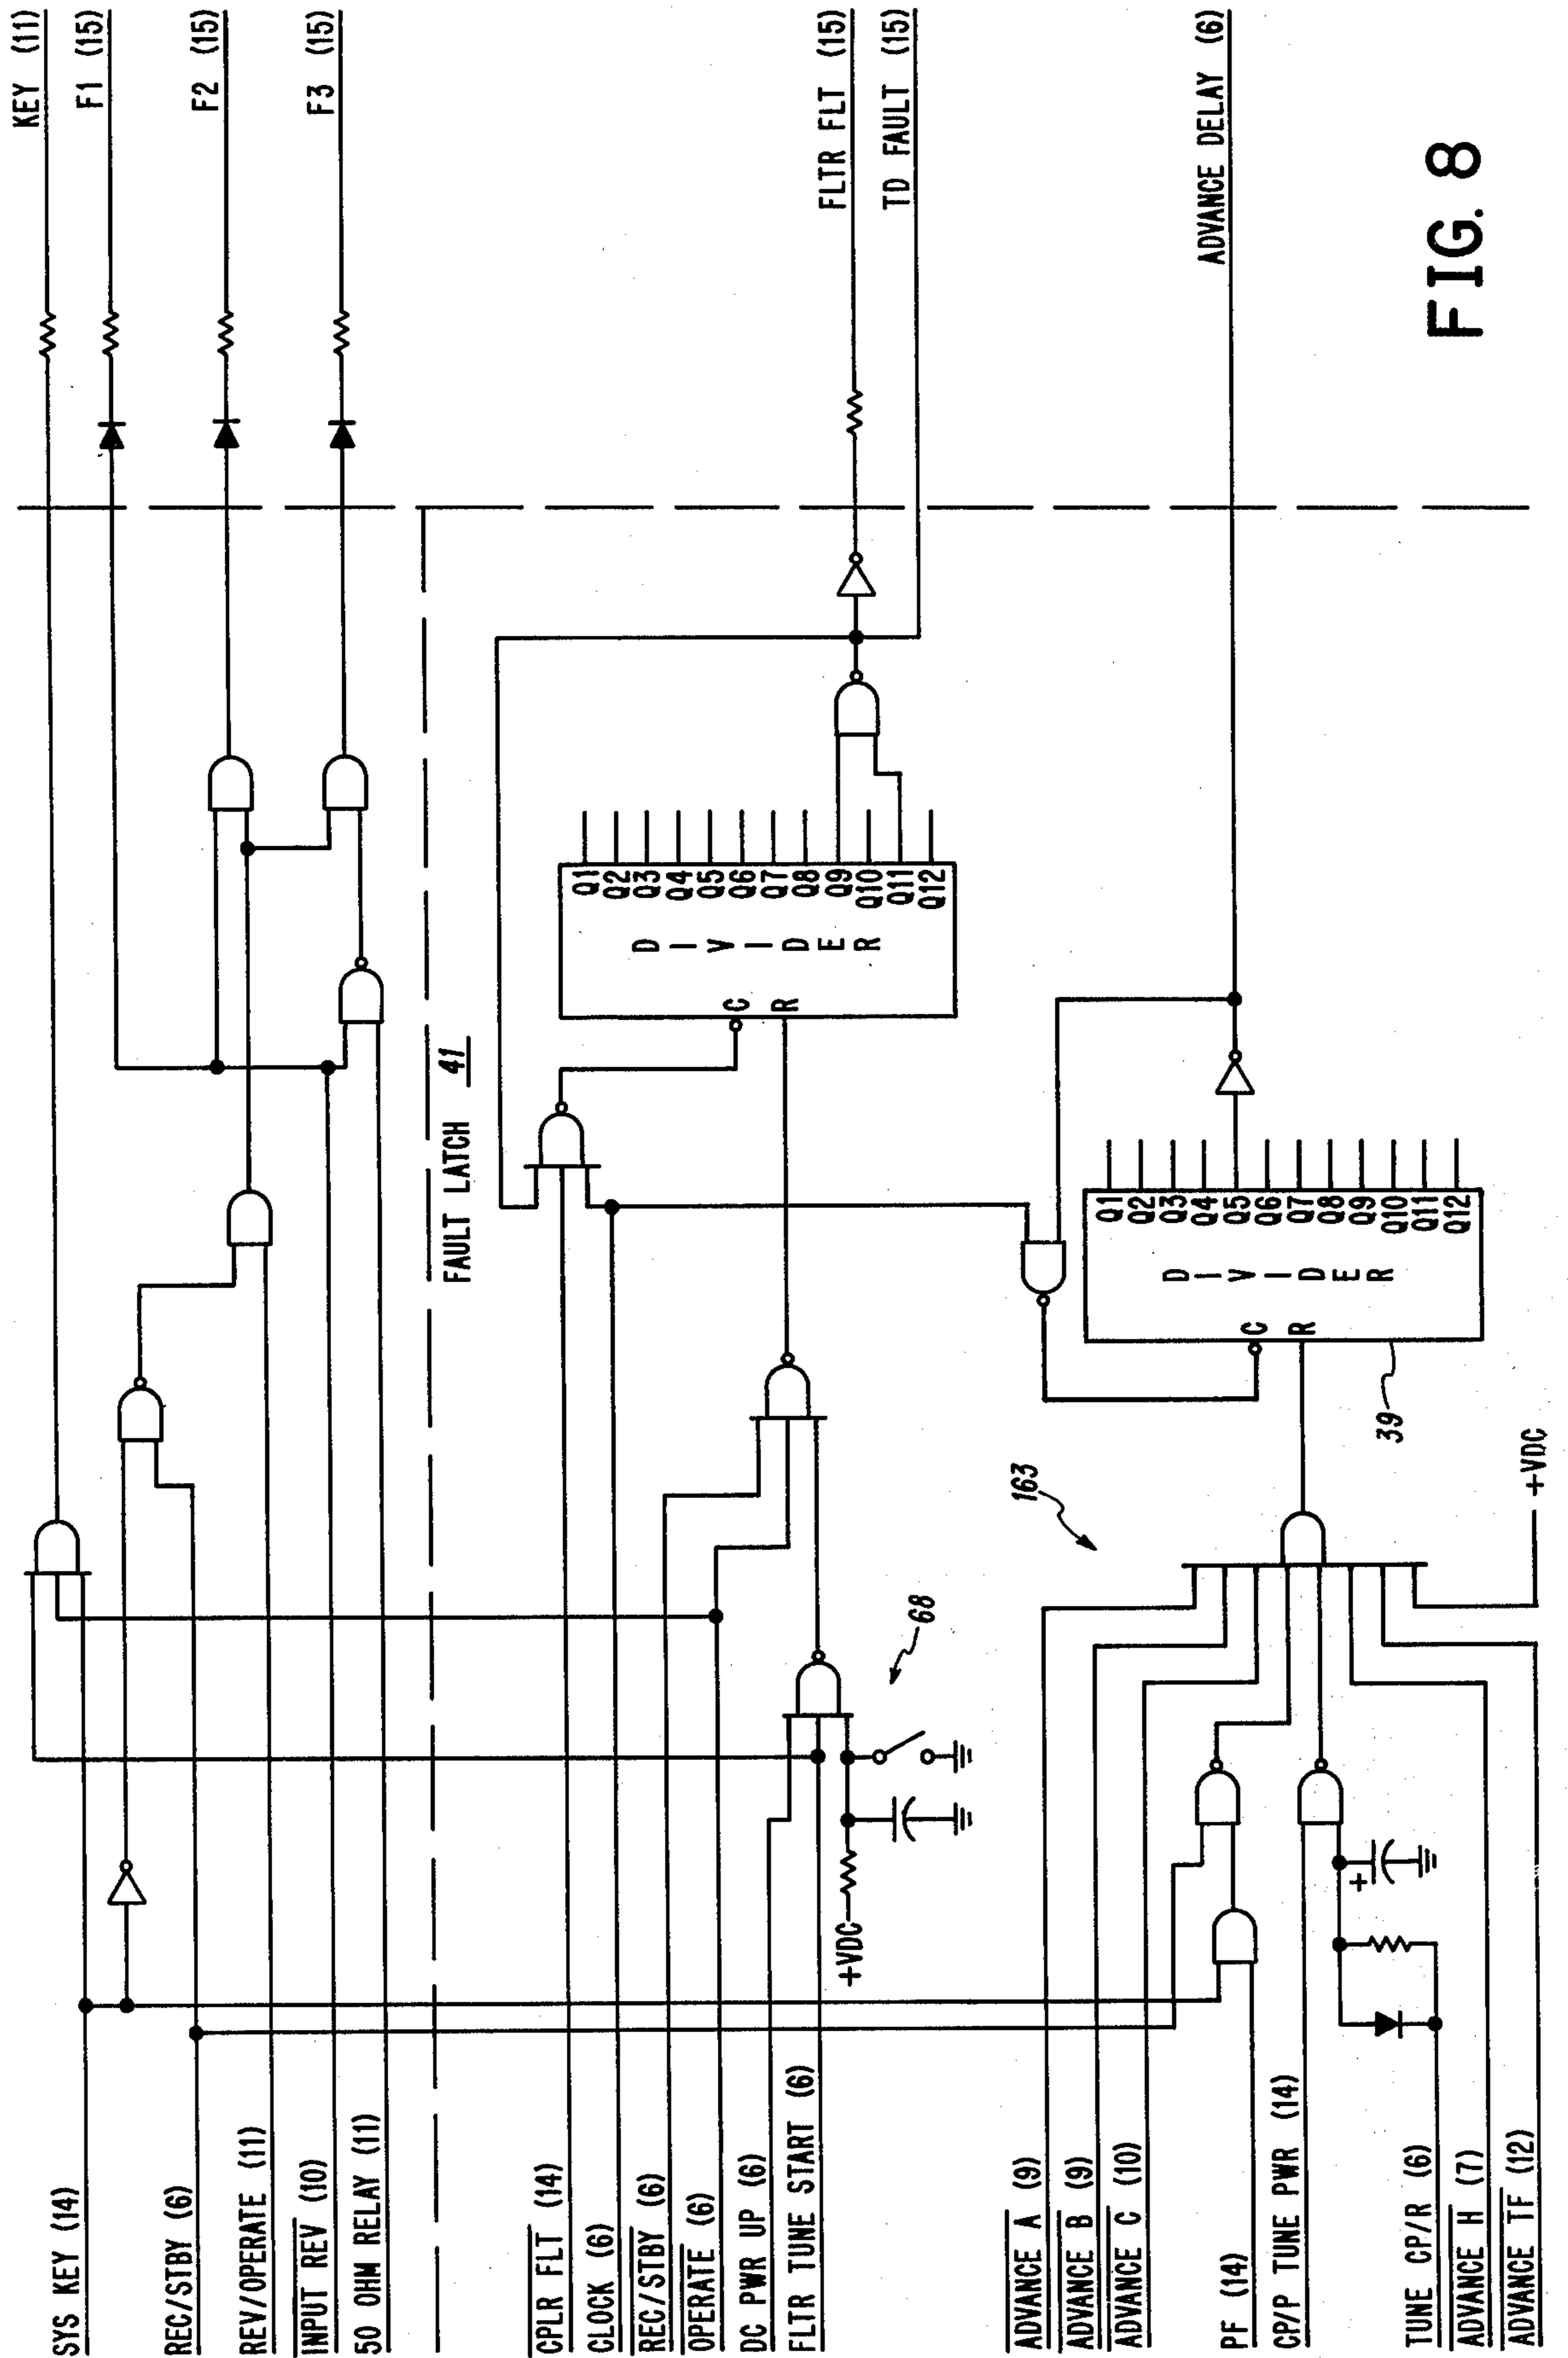 SYS KEY (14)
REC/STBY (6)
REV/OPERATE (11)
INPUT REV (10)
50 OHM RELAY (11)
KEY (11)
F1 (15)
F2 (15)
F3 (15)
FAULT LATCH 41
CPLR FLT (14)
CLOCK (6)
REC/STBY (6)
OPERATE (6)
DC PWR UP (6)
FLTR TUNE START (6)
+VDC
68
C
R
DIVIDER
Q1
Q2
Q3
Q4
Q5
Q6
Q7
Q8
Q9
Q10
Q11
Q12
FLTR FLT (15)
TD FAULT (15)
ADVANCE A (9)
ADVANCE B (9)
ADVANCE C (10)
PF (14)
CP/P TUNE PWR (14)
TUNE CP/R (6)
ADVANCE H (7)
ADVANCE TF (12)
+
163
+VDC
C
R
DIVIDER
39
Q1
Q2
Q3
Q4
Q5
Q6
Q7
Q8
Q9
Q10
Q11
Q12
ADVANCE DELAY (6)
FIG. 8